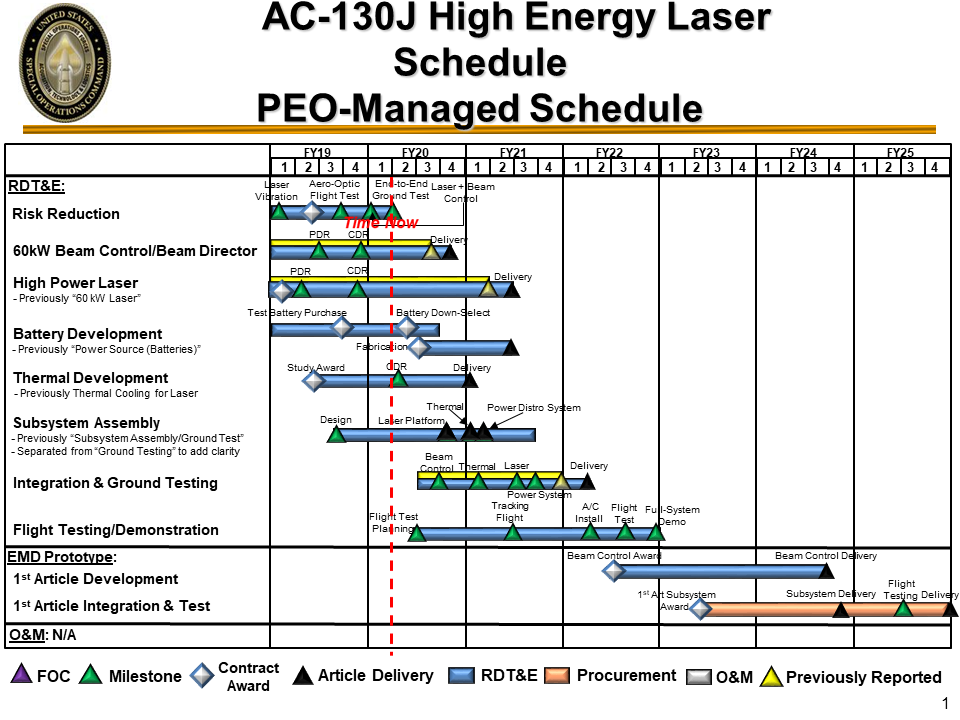 AC-130J High Energy Laser
Schedule
PEO-Managed Schedule
UNITED STATES
SPECIAL OPERATIONS COMMAND
FY19 FY20 FY21 FY22 FY23 FY24 FY25
1 2 3 4 1 2 3 4 1 2 3 4 1 2 3 4 1 2 3 4 1 2 3 4 1 2 3 4
RDT&E:
Laser Vibration
Aero-Optic Flight Test
End-to-End Ground Test
Laser + Beam Control
Risk Reduction
Time Now
PDR CDR Delivery
60kW Beam Control/Beam Director
PDR CDR Delivery
High Power Laser
- Previously “60 kW Laser”
Test Battery Purchase Battery Down-Select
Battery Development
- Previously “Power Source (Batteries)”
Fabrication
Study Award CDR Delivery
Thermal Development
- Previously Thermal Cooling for Laser
Thermal Power Distro System
Design Laser Platform
Subsystem Assembly
- Previously “Subsystem Assembly/Ground Test”
- Separated from “Ground Testing” to add clarity
Beam Control Thermal Laser Delivery
Integration & Ground Testing
Power System
Flight Test Planning
Tracking Flight
A/C Install
Flight Test
Full-System Demo
Flight Testing/Demonstration
EMD Prototype:
Beam Control Award Beam Control Delivery
1st Article Development
1st Art Subsystem Award
Subsystem Delivery
Flight Testing
Delivery
1st Article Integration & Test
O&M: N/A
FOC Milestone Contract Award Article Delivery RDT&E Procurement O&M Previously Reported
1